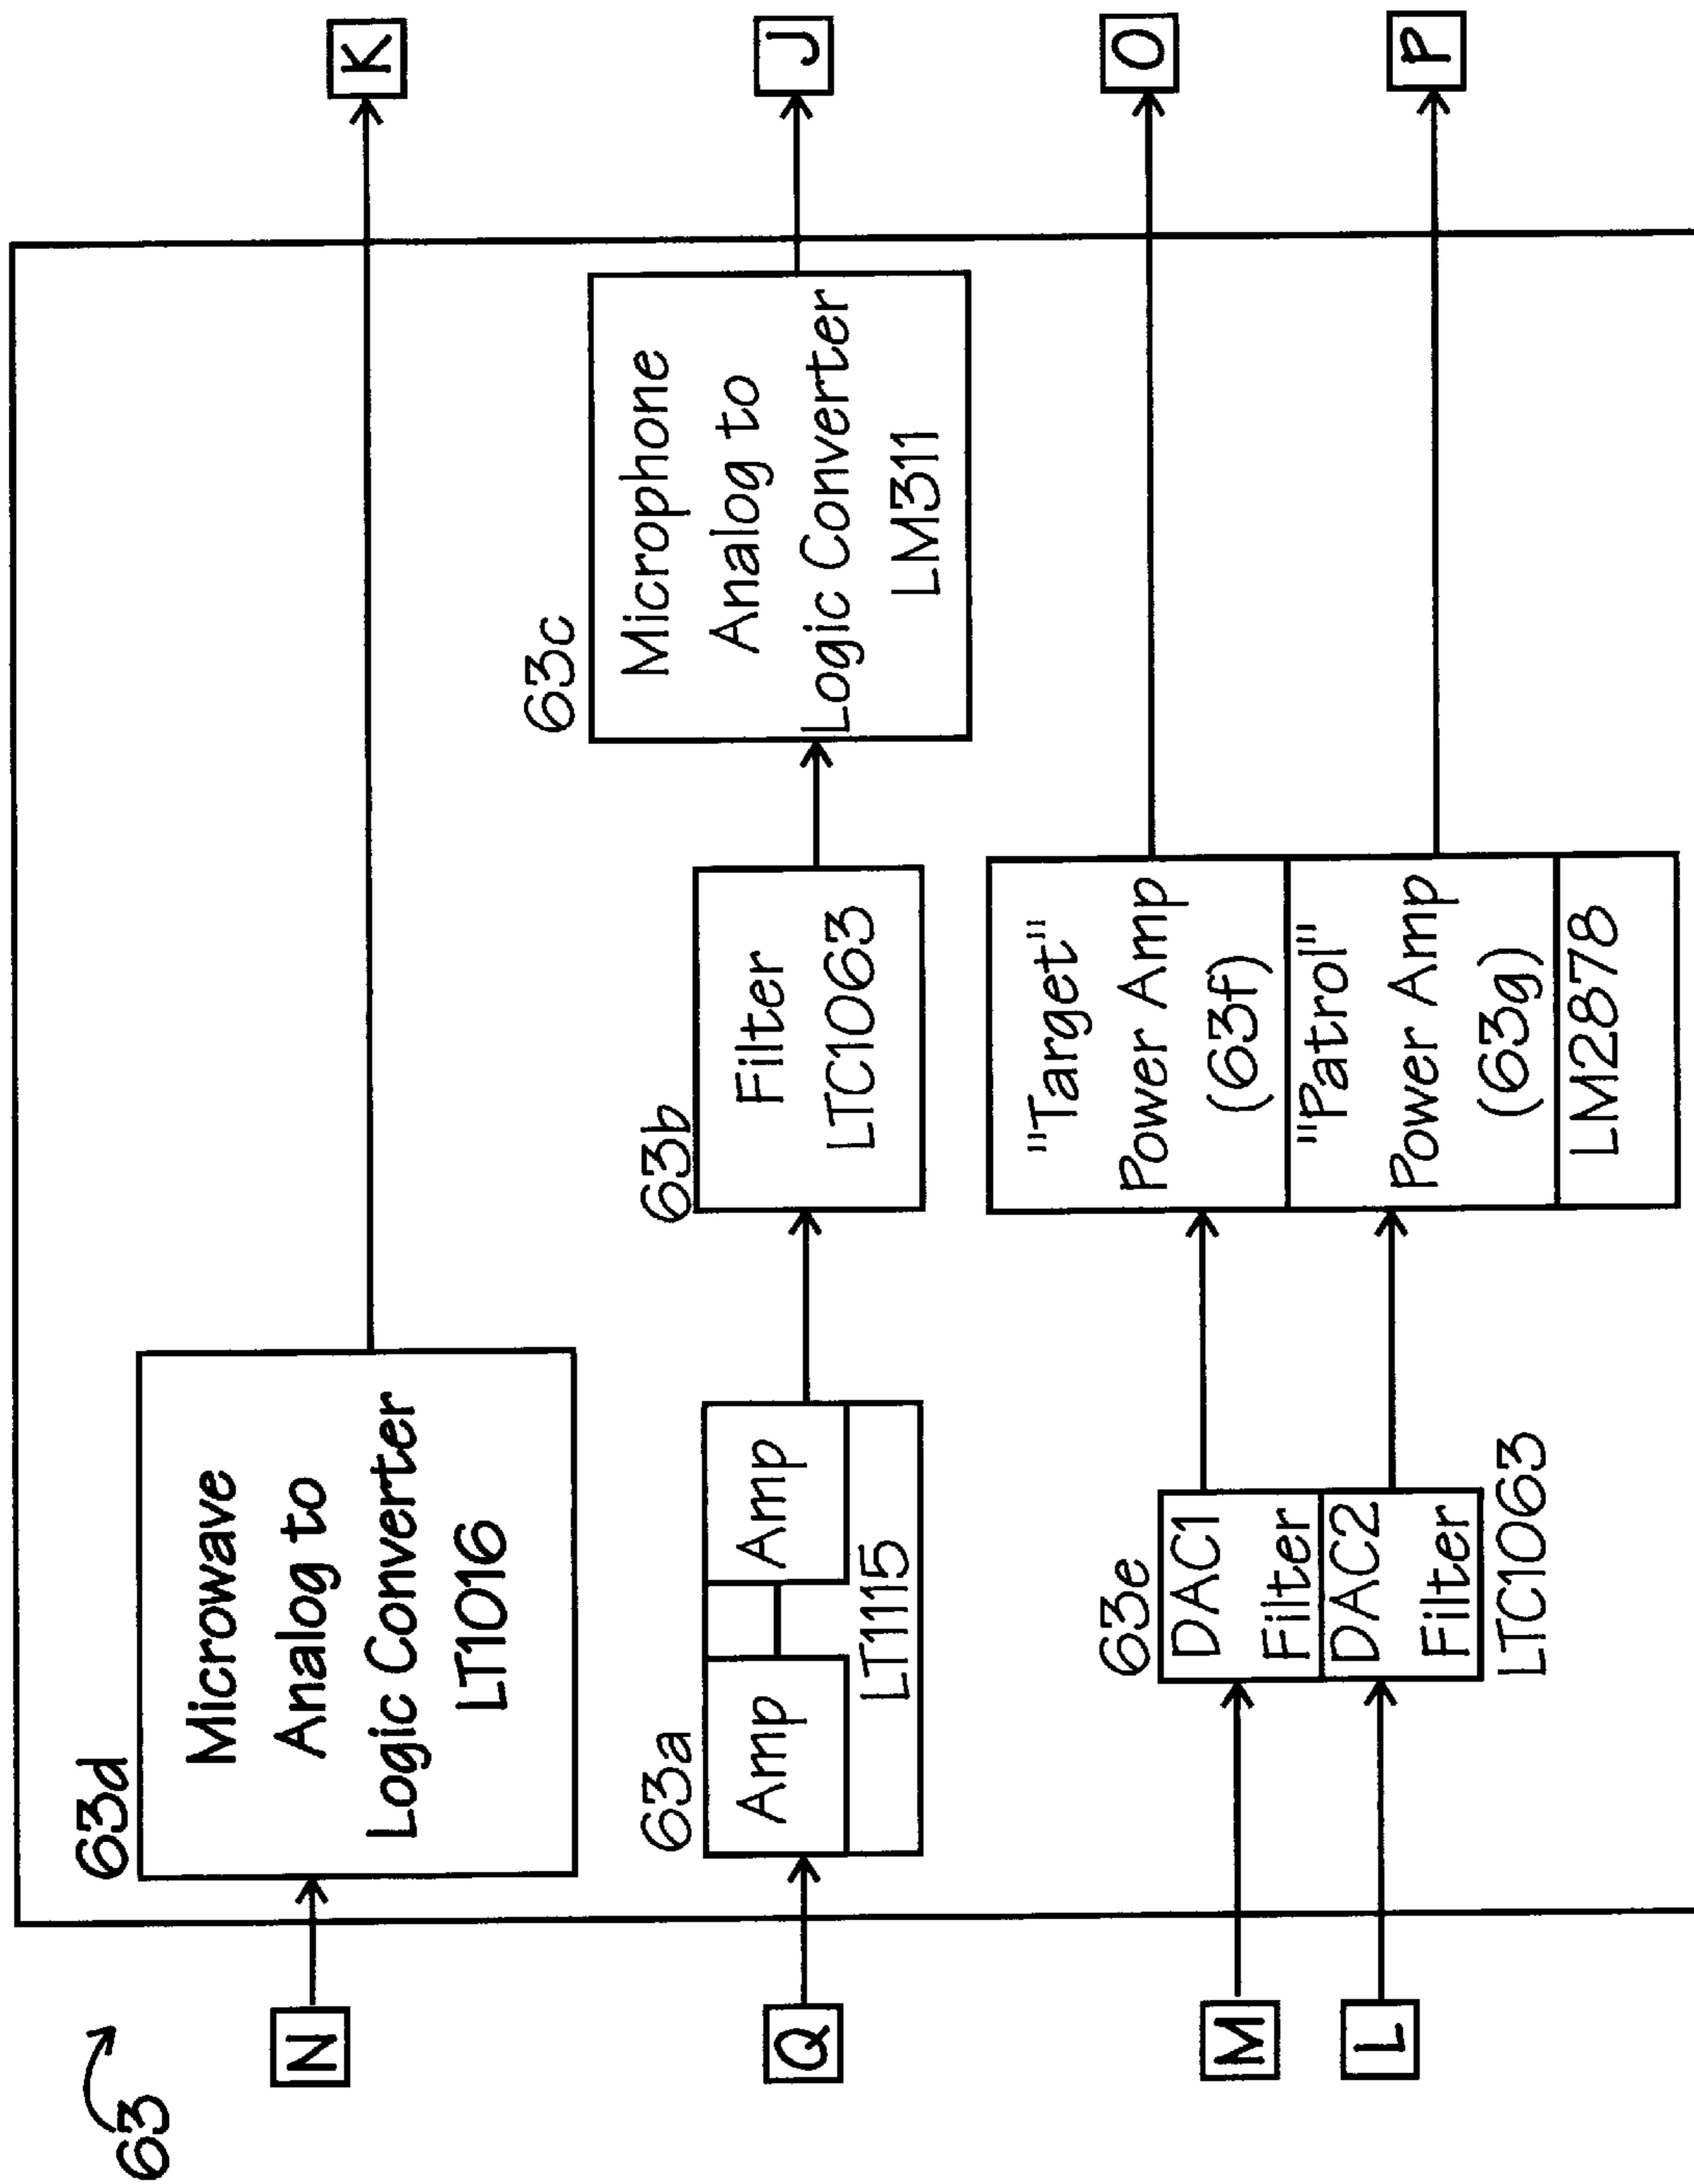 63
N
63d
Microwave
Analog to
Logic Converter
LT1016
K
Q
63a
Amp
Amp
LT1115
63b
Filter
LTC1063
63c
Microphone
Analog to
Logic Converter
LM311
J
M
L
63e
DAC1
Filter
DAC2
Filter
LTC1063
"Target"
Power Amp
(63f)
"Patrol"
Power Amp
(63g)
LM2878
O
P